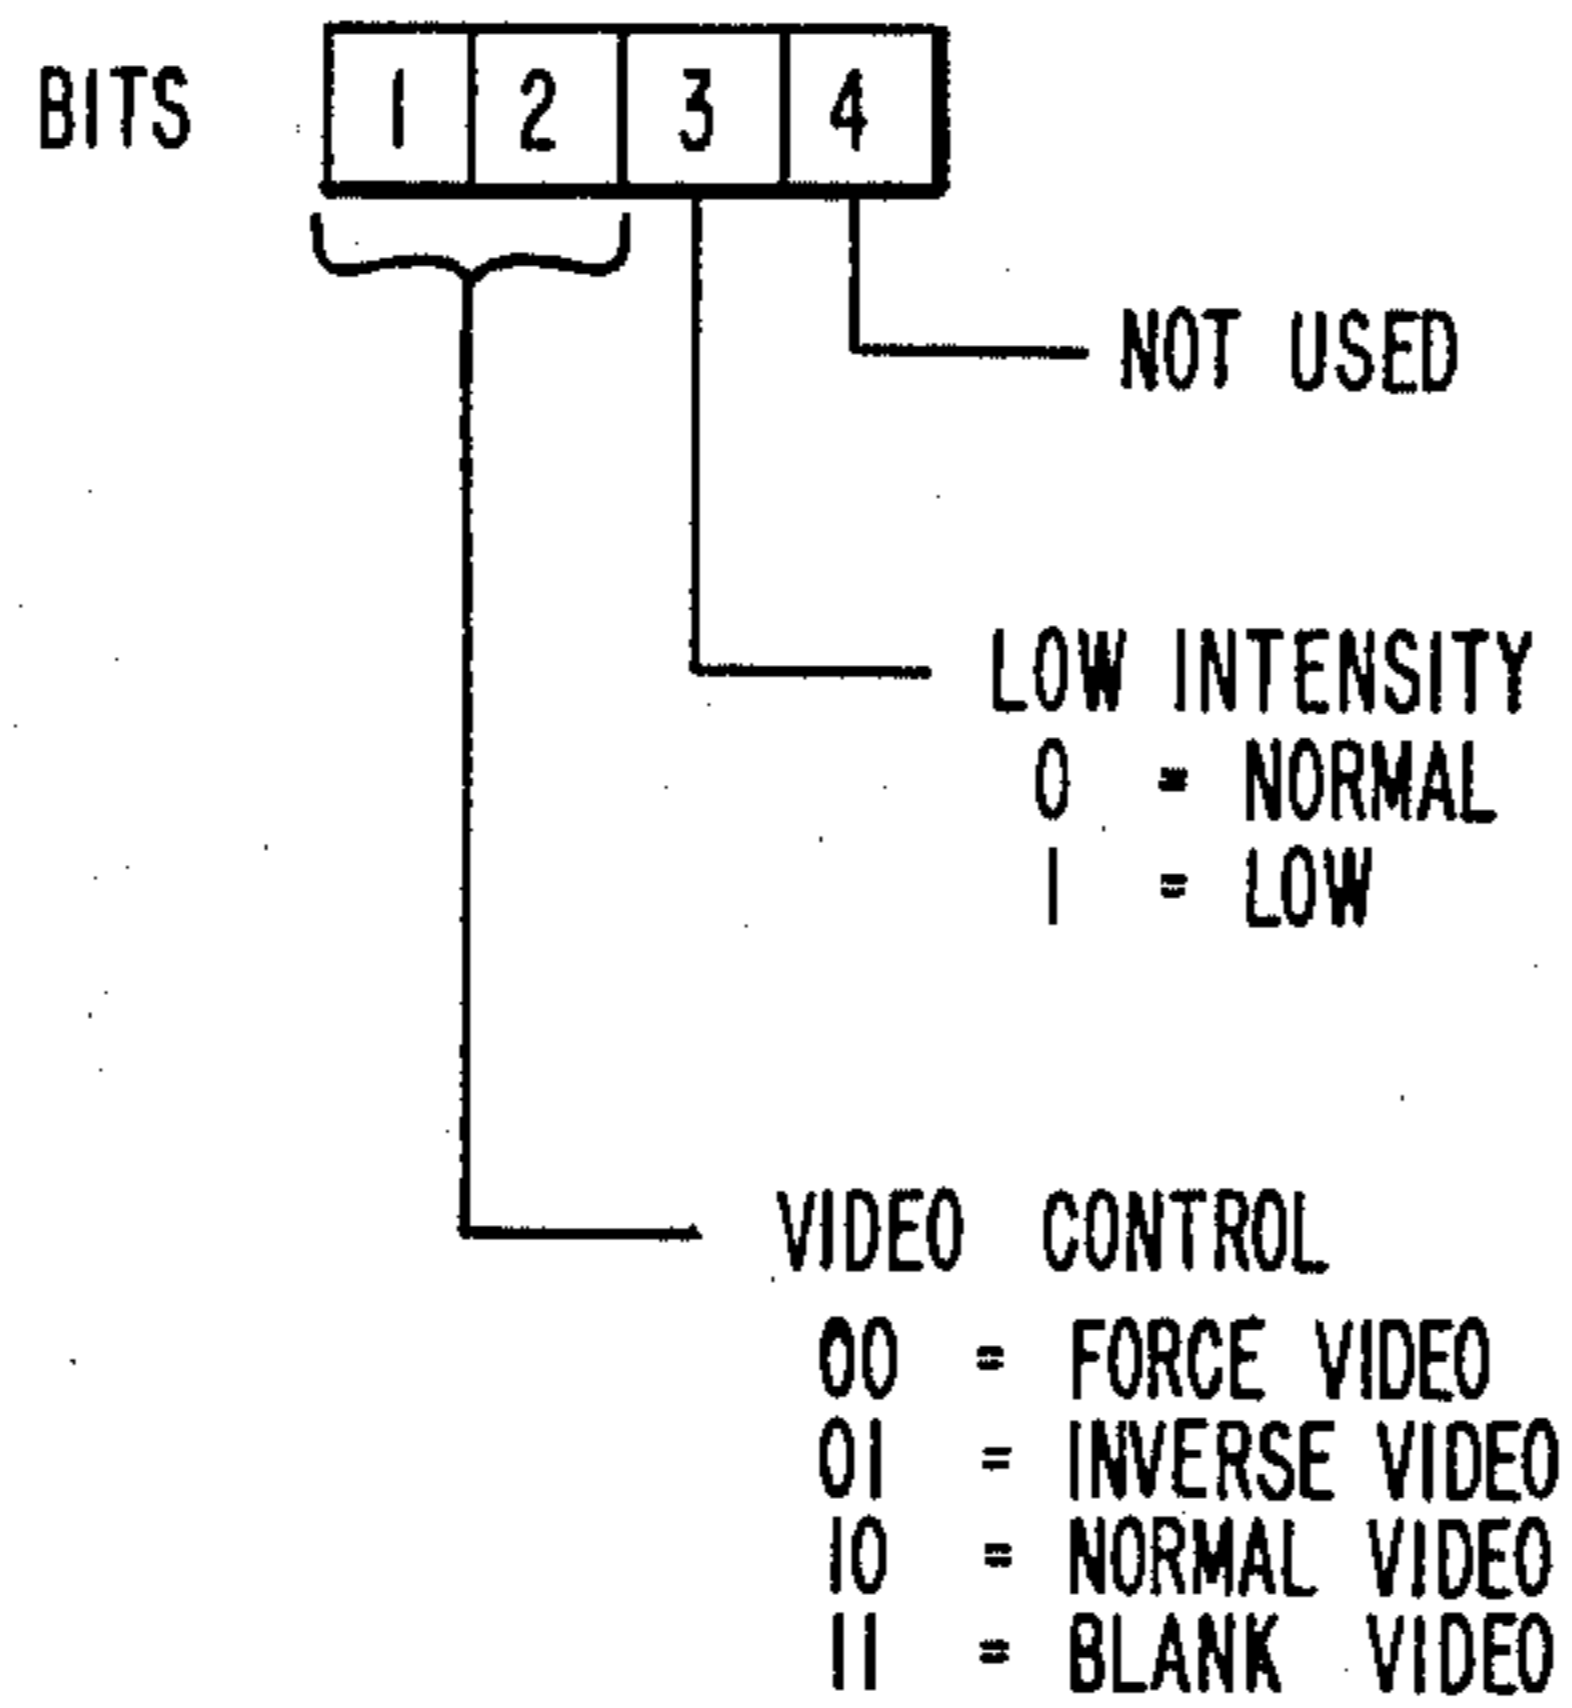 BITS 1 2 3 4
NOT USED
LOW INTENSITY
0 = NORMAL
1 = LOW
VIDEO CONTROL
00 = FORCE VIDEO
01 = INVERSE VIDEO
10 = NORMAL VIDEO
11 = BLANK VIDEO